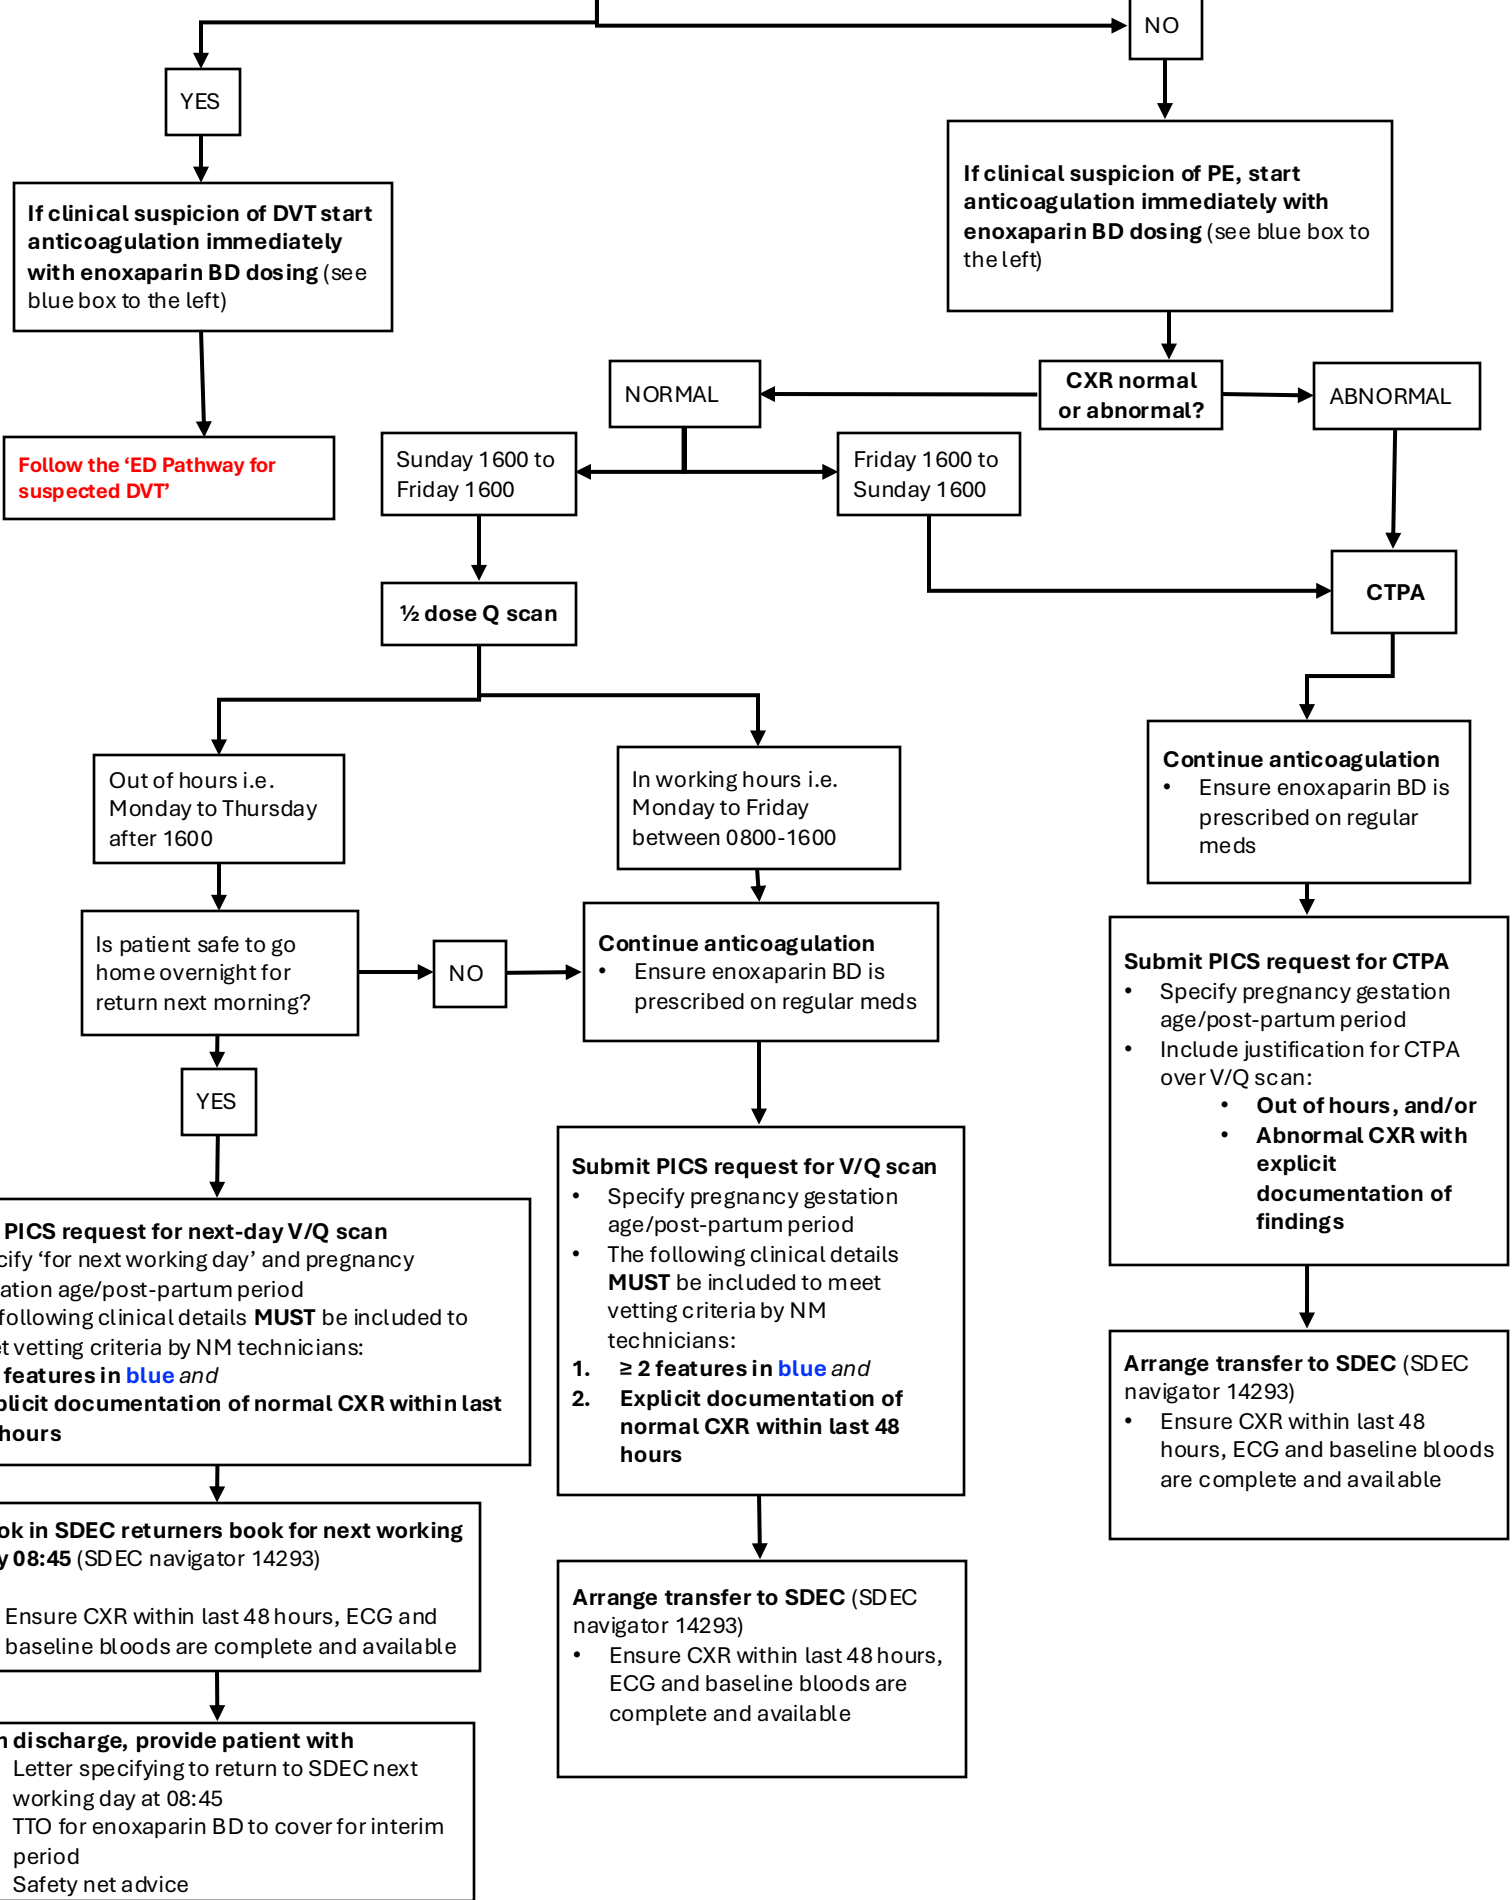 NO
YES
If clinical suspicion of PE, start
anticoagulation immediately with
enoxaparin BD dosing (see blue box to
the left)
If clinical suspicion of DVT start
anticoagulation immediately
with enoxaparin BD dosing (see
blue box to the left)
CXR normal
or abnormal?
NORMAL
ABNORMAL
Follow the ‘ED Pathway for
suspected DVT’
Sunday 1600 to
Friday 1600
Friday 1600 to
Sunday 1600
½ dose Q scan
CTPA
Out of hours i.e.
Monday to Thursday
after 1600
In working hours i.e.
Monday to Friday
between 0800-1600
Continue anticoagulation
• Ensure enoxaparin BD is
prescribed on regular
meds
Is patient safe to go
home overnight for
return next morning?
NO
Continue anticoagulation
• Ensure enoxaparin BD is
prescribed on regular meds
Submit PICS request for CTPA
• Specify pregnancy gestation
age/post-partum period
• Include justification for CTPA
over V/Q scan:
• Out of hours, and/or
• Abnormal CXR with
explicit
documentation of
findings
YES
Submit PICS request for V/Q scan
• Specify pregnancy gestation
age/post-partum period
• The following clinical details
MUST be included to meet
vetting criteria by NM
technicians:
1. ≥ 2 features in blue and
2. Explicit documentation of
normal CXR within last 48
hours
PICS request for next-day V/Q scan
cify ‘for next working day’ and pregnancy
ation age/post-partum period
following clinical details MUST be included to
et vetting criteria by NM technicians:
features in blue and
plicit documentation of normal CXR within last
hours
Arrange transfer to SDEC (SDEC
navigator 14293)
• Ensure CXR within last 48
hours, ECG and baseline bloods
are complete and available
ok in SDEC returners book for next working
y 08:45 (SDEC navigator 14293)
Ensure CXR within last 48 hours, ECG and
baseline bloods are complete and available
Arrange transfer to SDEC (SDEC
navigator 14293)
• Ensure CXR within last 48 hours,
ECG and baseline bloods are
complete and available
n discharge, provide patient with
Letter specifying to return to SDEC next
working day at 08:45
TTO for enoxaparin BD to cover for interim
period
Safety net advice